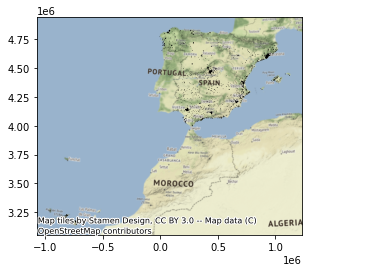 1e6
4.75
4.50
4.25
4.00
3.75
3.50
3.25
PORTUGAL
SPAIN
MOROCCO
ALGERIA
Map tiles by Stamen Design, CC BY 3.0 -- Map data (C)
OpenStreetMap contributors.
−1.0 −0.5 0.0 0.5 1.0
1e6